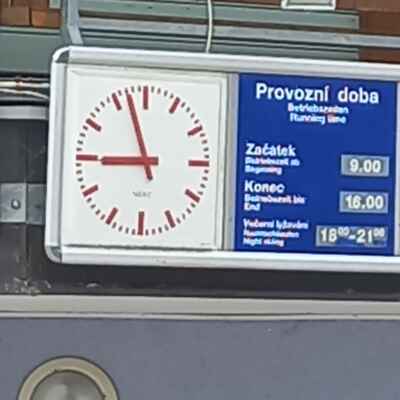 Provozní doba
Betriebszeiten
Running time
Začátek
Betriebszeit ab
Beginning
9.00
Konec
Betriebszeit bis
End
16.00
Večerní lyžování
Night skiing
18⁰⁰-21⁰⁰